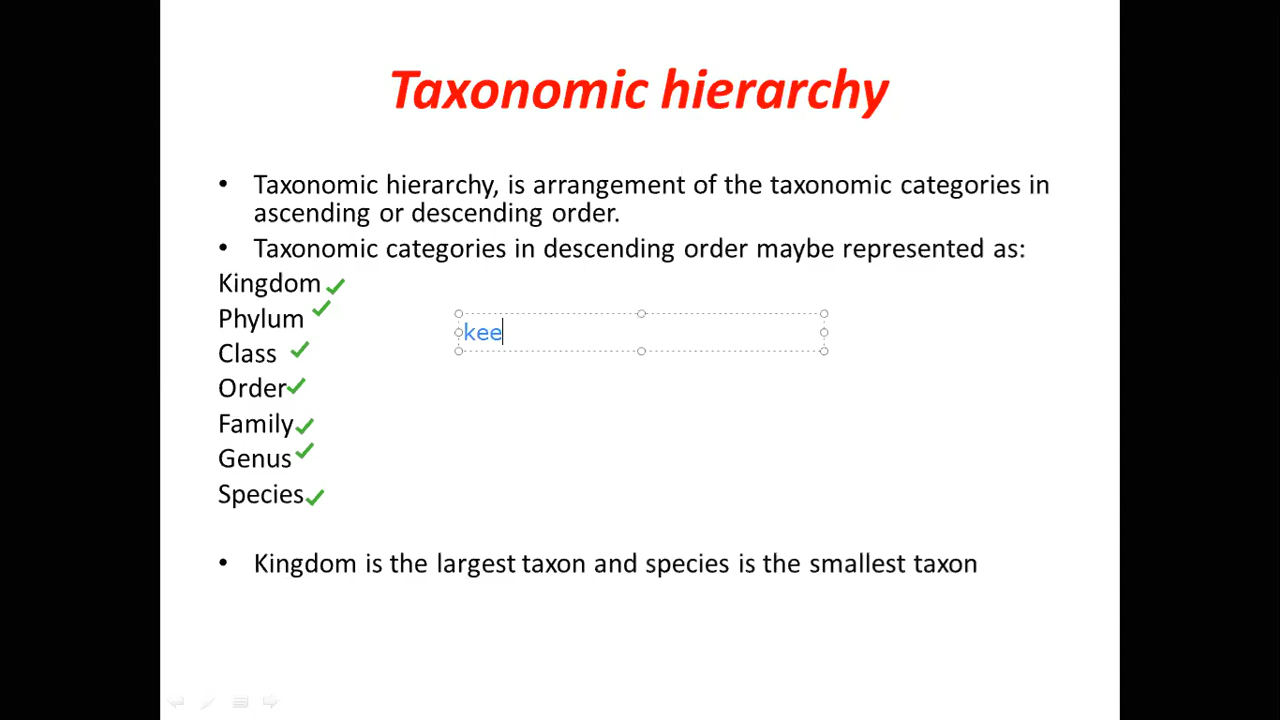 Taxonomic hierarchy
• Taxonomic hierarchy, is arrangement of the taxonomic categories in
ascending or descending order.
• Taxonomic categories in descending order maybe represented as:
Kingdom
Phylum
kee
Class
Order
Family
Genus
Species
• Kingdom is the largest taxon and species is the smallest taxon